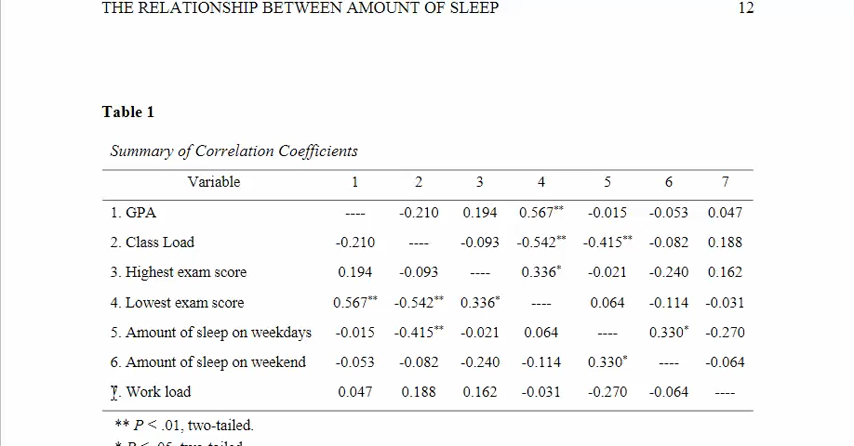 THE RELATIONSHIP BETWEEN AMOUNT OF SLEEP 12
Table 1
Summary of Correlation Coefficients
Variable 1 2 3 4 5 6 7
1. GPA ---- -0.210 0.194 0.567** -0.015 -0.053 0.047
2. Class Load -0.210 ---- -0.093 -0.542** -0.415** -0.082 0.188
3. Highest exam score 0.194 -0.093 ---- 0.336* -0.021 -0.240 0.162
4. Lowest exam score 0.567** -0.542** 0.336* ---- 0.064 -0.114 -0.031
5. Amount of sleep on weekdays -0.015 -0.415** -0.021 0.064 ---- 0.330* -0.270
6. Amount of sleep on weekend -0.053 -0.082 -0.240 -0.114 0.330* ---- -0.064
7. Work load 0.047 0.188 0.162 -0.031 -0.270 -0.064 ----
** P < .01, two-tailed.
* P < .05, two-tailed